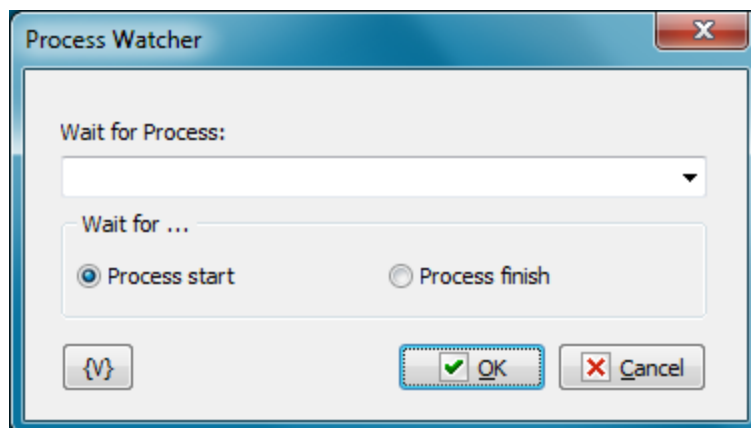 Process Watcher
Wait for Process:
Wait for ...
Process start Process finish
{V} OK Cancel